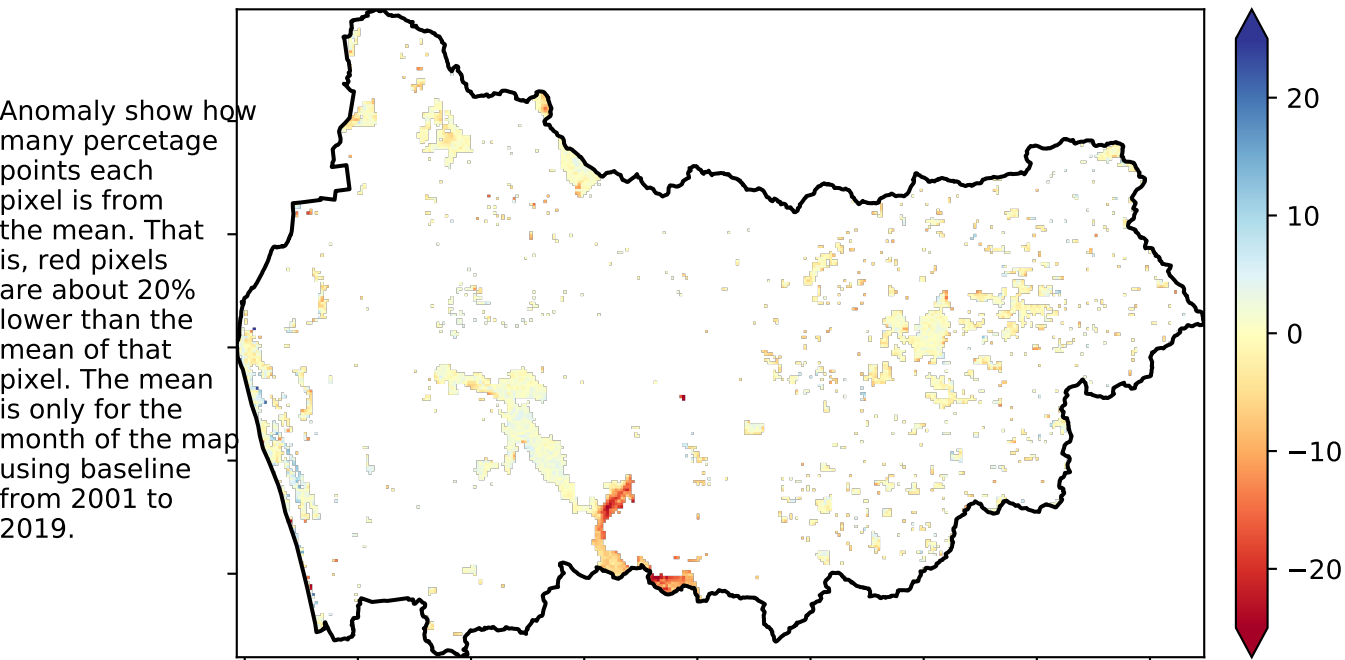 Anomaly show how
many percetage
points each
pixel is from
the mean. That
is, red pixels
are about 20%
lower than the
mean of that
pixel. The mean
is only for the
month of the map
using baseline
from 2001 to
2019.
20
10
0
−10
−20